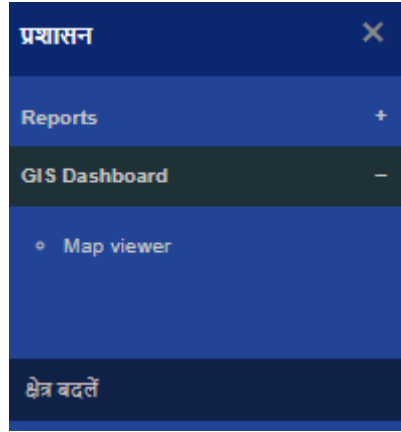 प्रशासन ×
Reports +
GIS Dashboard −
Map viewer
क्षेत्र बदलें